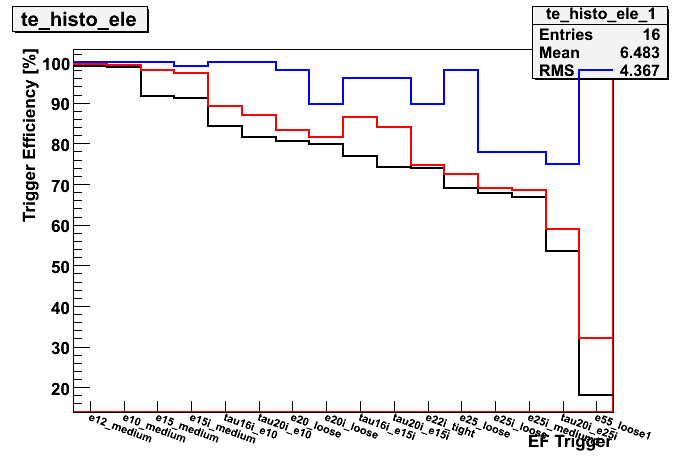 te_histo_ele
te_histo_ele_1
Entries 16
Mean 6.483
RMS 4.367
Trigger Efficiency [%]
100
90
80
70
60
50
40
30
20
e12_medium
e10_medium
e15_medium
e15i_medium
tau16i_e10
tau20i_e10
e20_loose
e20i_loose
tau16i_e15i
tau20i_e15i
e22i_tight
e25_loose
e25i_loose
e25i_medium
tau20i_e25i
e55_loose1
EF Trigger